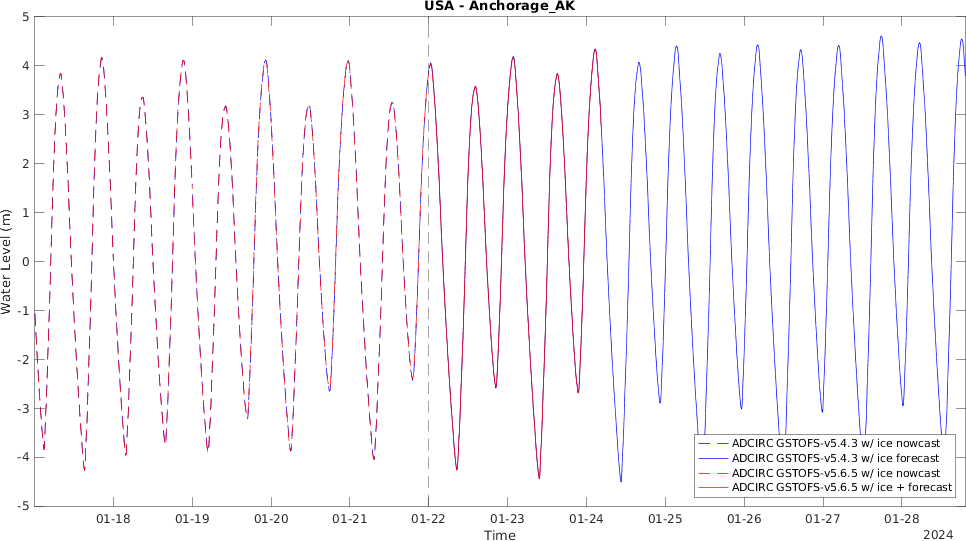 USA - Anchorage_AK
5
4
3
2
1
0
-1
-2
-3
-4
-5
Water Level (m)
ADCIRC GSTOFS-v5.4.3 w/ ice nowcast
ADCIRC GSTOFS-v5.4.3 w/ ice forecast
ADCIRC GSTOFS-v5.6.5 w/ ice nowcast
ADCIRC GSTOFS-v5.6.5 w/ ice + forecast
01-18 01-19 01-20 01-21 01-22 01-23 01-24 01-25 01-26 01-27 01-28
Time
2024